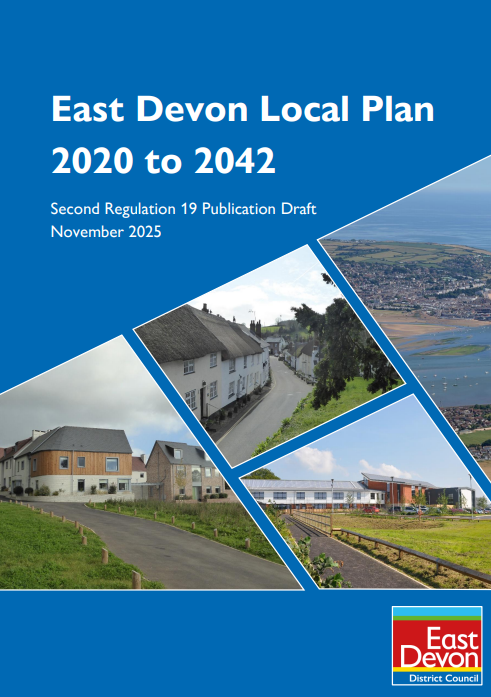 East Devon Local Plan
2020 to 2042
Second Regulation 19 Publication Draft
November 2025
East
Devon
District Council